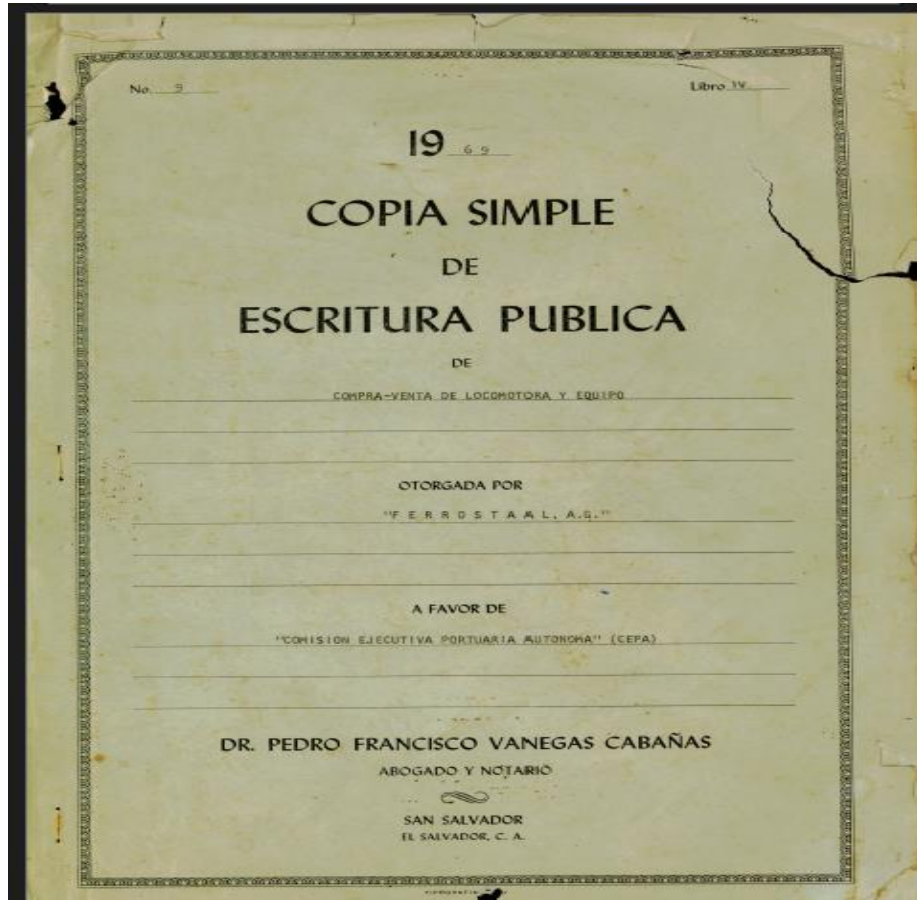 No. 9 Libro IV
19 69
COPIA SIMPLE
DE
ESCRITURA PUBLICA
DE
COMPRA-VENTA DE LOCOMOTORA Y EQUIPO
OTORGADA POR
"F E R R O S T A A L, A.G."
A FAVOR DE
"COMISION EJECUTIVA PORTUARIA AUTONOMA" (CEPA)
DR. PEDRO FRANCISCO VANEGAS CABAÑAS
ABOGADO Y NOTARIO
SAN SALVADOR
EL SALVADOR, C. A.